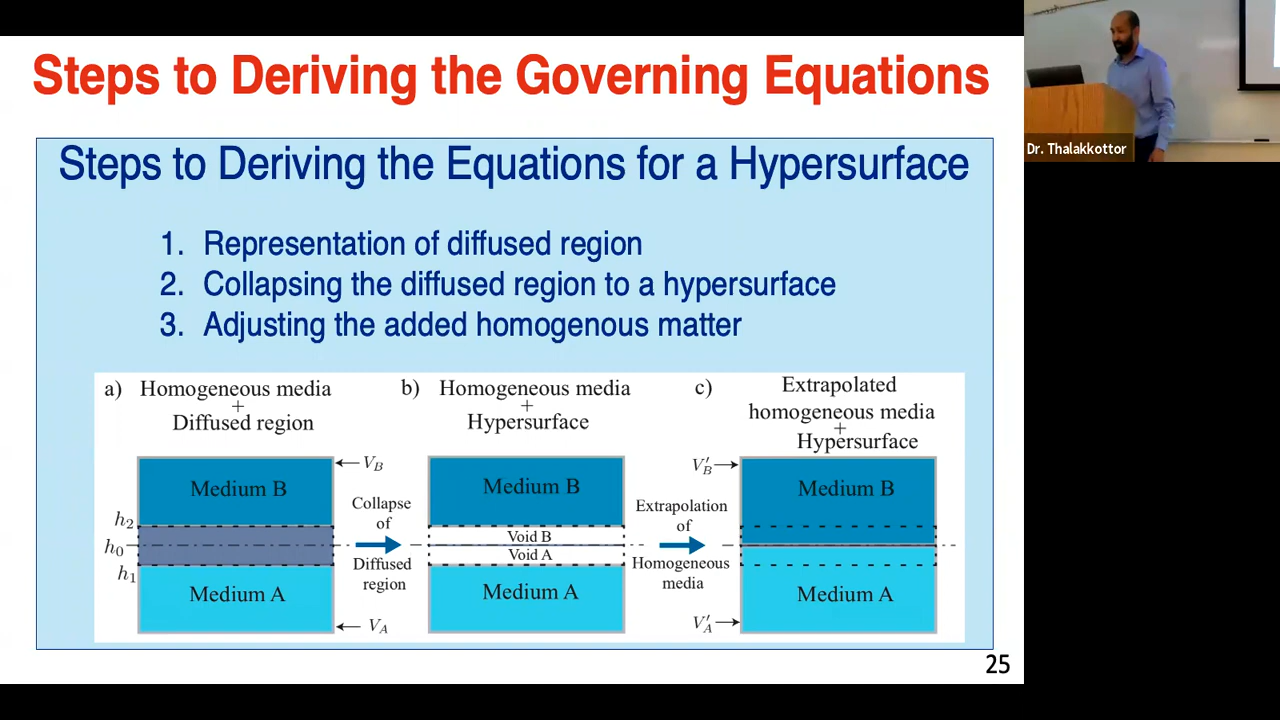 Steps to Deriving the Governing Equations
Steps to Deriving the Equations for a Hypersurface
1. Representation of diffused region
2. Collapsing the diffused region to a hypersurface
3. Adjusting the added homogenous matter
a) Homogeneous media
+
Diffused region
V_B
Medium B
h₂
h₀
h₁
Medium A
V_A
Collapse
of
Diffused
region
b) Homogeneous media
+
Hypersurface
Medium B
Void B
Void A
Medium A
Extrapolation
of
Homogeneous
media
c) Extrapolated
homogeneous media
+
Hypersurface
V'_B
Medium B
Medium A
V'_A
25
Dr. Thalakkottor